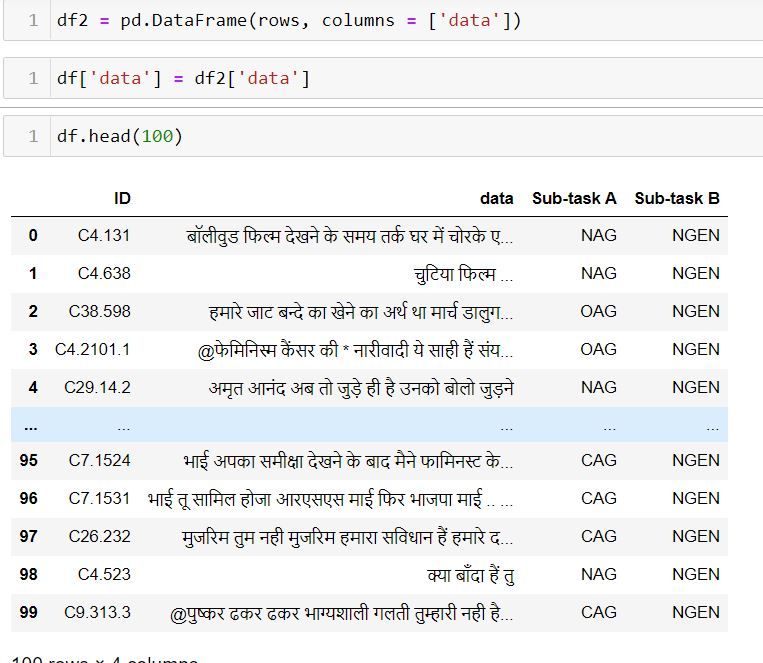 1 df2 = pd.DataFrame(rows, columns = ['data'])
1 df['data'] = df2['data']
1 df.head(100)
ID data Sub-task A Sub-task B
0 C4.131 बॉलीवुड फिल्म देखने के समय तर्क घर में चोरके ए... NAG NGEN
1 C4.638 चुटिया फिल्म ... NAG NGEN
2 C38.598 हमारे जाट बन्दे का खेने का अर्थ था मार्च डालुग... OAG NGEN
3 C4.2101.1 @फेमिनिस्म कैंसर की * नारीवादी ये साही हैं संय... OAG NGEN
4 C29.14.2 अमृत आनंद अब तो जुड़े ही है उनको बोलो जुड़ने NAG NGEN
... ... ... ... ...
95 C7.1524 भाई अपका समीक्षा देखने के बाद मैने फामिनस्ट के... CAG NGEN
96 C7.1531 भाई तू सामिल होजा आरएसएस माई फिर भाजपा माई .. ... CAG NGEN
97 C26.232 मुजरिम तुम नही मुजरिम हमारा सविधान हैं हमारे द... CAG NGEN
98 C4.523 क्या बाँदा हैं तु NAG NGEN
99 C9.313.3 @पुष्कर ढकर ढकर भाग्यशाली गलती तुम्हारी नही है... CAG NGEN
100 rows × 4 columns